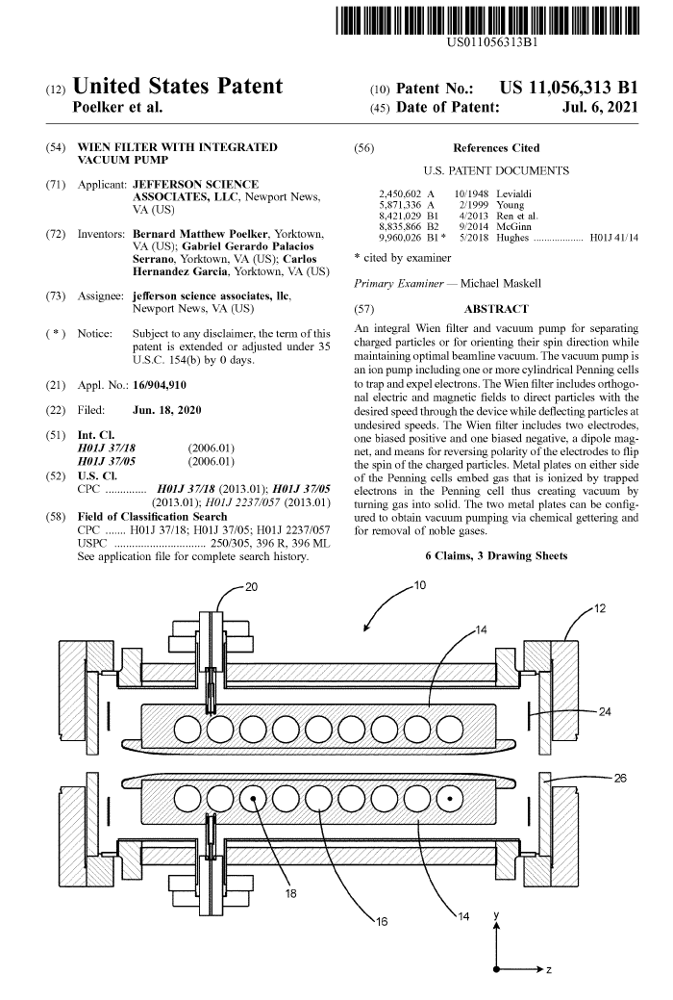 US011056313B1
(12) United States Patent
Poelker et al.
(10) Patent No.: US 11,056,313 B1
(45) Date of Patent: Jul. 6, 2021
(54) WIEN FILTER WITH INTEGRATED
VACUUM PUMP
(71) Applicant: JEFFERSON SCIENCE
ASSOCIATES, LLC, Newport News,
VA (US)
(72) Inventors: Bernard Matthew Poelker, Yorktown,
VA (US); Gabriel Gerardo Palacios
Serrano, Yorktown, VA (US); Carlos
Hernandez Garcia, Yorktown, VA (US)
(73) Assignee: jefferson science associates, llc,
Newport News, VA (US)
( * ) Notice: Subject to any disclaimer, the term of this
patent is extended or adjusted under 35
U.S.C. 154(b) by 0 days.
(21) Appl. No.: 16/904,910
(22) Filed: Jun. 18, 2020
(51) Int. Cl.
H01J 37/18 (2006.01)
H01J 37/05 (2006.01)
(52) U.S. Cl.
CPC .............. H01J 37/18 (2013.01); H01J 37/05
(2013.01); H01J 2237/057 (2013.01)
(58) Field of Classification Search
CPC ....... H01J 37/18; H01J 37/05; H01J 2237/057
USPC ............................... 250/305, 396 R, 396 ML
See application file for complete search history.
(56) References Cited
U.S. PATENT DOCUMENTS
2,450,602 A 10/1948 Levialdi
5,871,336 A 2/1999 Young
8,421,029 B1 4/2013 Ren et al.
8,835,866 B2 9/2014 McGinn
9,960,026 B1 * 5/2018 Hughes ................... H01J 41/14
* cited by examiner
Primary Examiner — Michael Maskell
(57) ABSTRACT
An integral Wien filter and vacuum pump for separating
charged particles or for orienting their spin direction while
maintaining optimal beamline vacuum. The vacuum pump is
an ion pump including one or more cylindrical Penning cells
to trap and expel electrons. The Wien filter includes orthogo-
nal electric and magnetic fields to direct particles with the
desired speed through the device while deflecting particles at
undesired speeds. The Wien filter includes two electrodes,
one biased positive and one biased negative, a dipole mag-
net, and means for reversing polarity of the electrodes to flip
the spin of the charged particles. Metal plates on either side
of the Penning cells embed gas that is ionized by trapped
electrons in the Penning cell thus creating vacuum by
turning gas into solid. The two metal plates can be config-
ured to obtain vacuum pumping via chemical gettering and
for removal of noble gases.
6 Claims, 3 Drawing Sheets
20
10
12
14
24
26
18
16
14
y
z